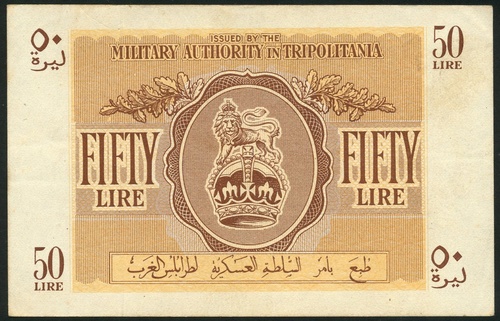 ISSUED BY THE
MILITARY AUTHORITY IN TRIPOLITANIA
٥٠
ليرة
50
LIRE
FIFTY
LIRE
FIFTY
LIRE
طبع بامر السلطة العسكرية لطرابلس الغرب
50
LIRE
٥٠
ليرة